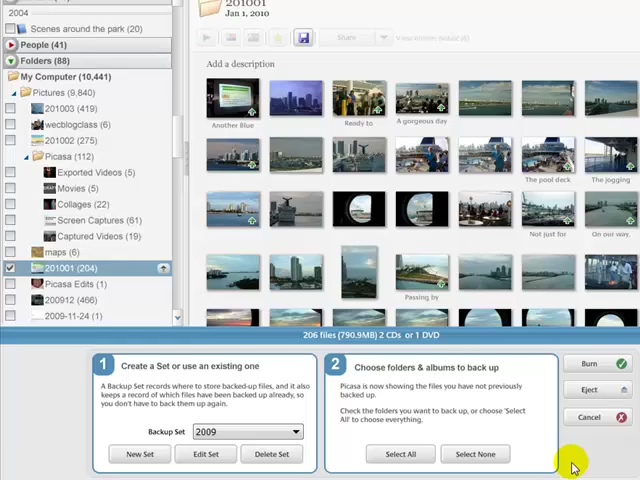 2004
Scenes around the park (20)
People (41)
Folders (88)
My Computer (10,441)
Pictures (9,840)
201003 (419)
wecblogclass (6)
201002 (275)
Picasa (112)
Exported Videos (5)
Movies (5)
Collages (22)
Screen Captures (61)
Captured Videos (19)
maps (6)
201001 (204)
Picasa Edits (1)
200912 (466)
2009-11-24 (1)
201001
Jan 1, 2010
Share
Add a description
Another Blue
Ready to
A gorgeous day
The pool deck
The jogging
Not just for
On our way,
Passing by
206 files (790.9MB) 2 CDs or 1 DVD
1 Create a Set or use an existing one
A Backup Set records where to store backed-up files, and it also
keeps a record of which files have been backed up already, so
you don't have to back them up again.
Backup Set 2009
New Set Edit Set Delete Set
2 Choose folders & albums to back up
Picasa is now showing the files you have not previously
backed up.
Check the folders you want to back up, or choose 'Select
All' to choose everything.
Select All Select None
Burn
Eject
Cancel